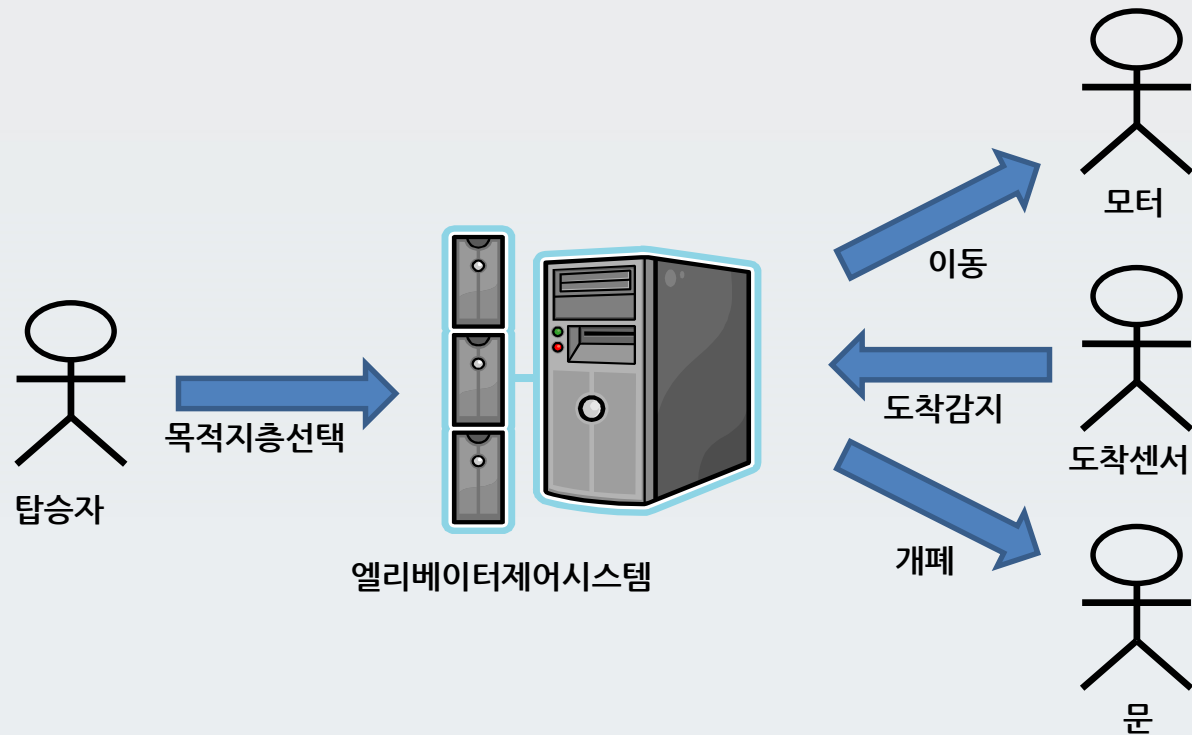 모터
이동
도착감지
도착센서
목적지층선택
탑승자
엘리베이터제어시스템
개폐
문